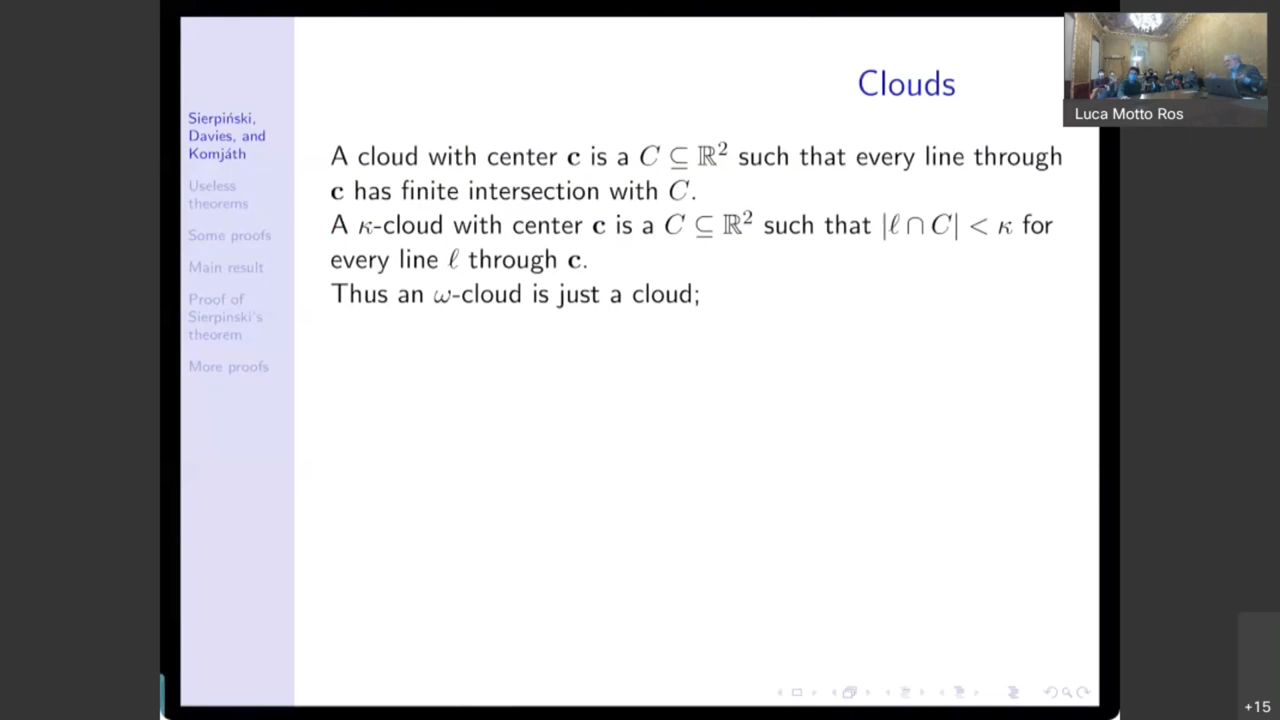 Clouds
Luca Motto Ros
Sierpiński,
Davies, and
Komjáth
Useless
theorems
Some proofs
Main result
Proof of
Sierpinski's
theorem
More proofs
A cloud with center c is a C ⊆ ℝ² such that every line through
c has finite intersection with C.
A κ-cloud with center c is a C ⊆ ℝ² such that |ℓ ∩ C| < κ for
every line ℓ through c.
Thus an ω-cloud is just a cloud;
+15